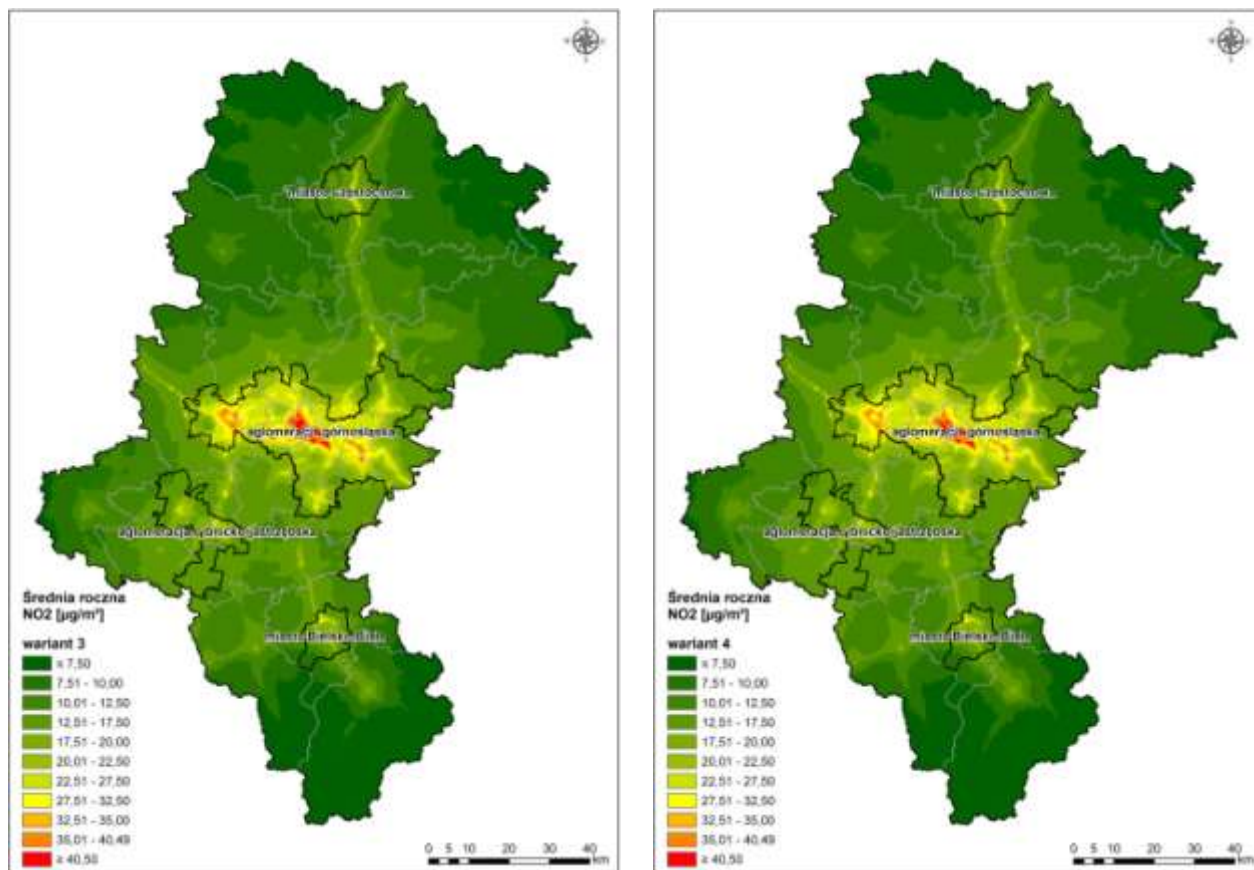 miasto Częstochowa
aglomeracja górnośląska
aglomeracja rybnicko-jastrzębska
miasto Bielsko-Biała
Średnia roczna
NO2 [µg/m³]
wariant 3
≤ 7,50
7,51 - 10,00
10,01 - 12,50
12,51 - 17,50
17,51 - 20,00
20,01 - 22,50
22,51 - 27,50
27,51 - 32,50
32,51 - 35,00
35,01 - 40,49
≥ 40,50
0 5 10 20 30 40
km
miasto Częstochowa
aglomeracja górnośląska
aglomeracja rybnicko-jastrzębska
miasto Bielsko-Biała
Średnia roczna
NO2 [µg/m³]
wariant 4
≤ 7,50
7,51 - 10,00
10,01 - 12,50
12,51 - 17,50
17,51 - 20,00
20,01 - 22,50
22,51 - 27,50
27,51 - 32,50
32,51 - 35,00
35,01 - 40,49
≥ 40,50
0 5 10 20 30 40
km